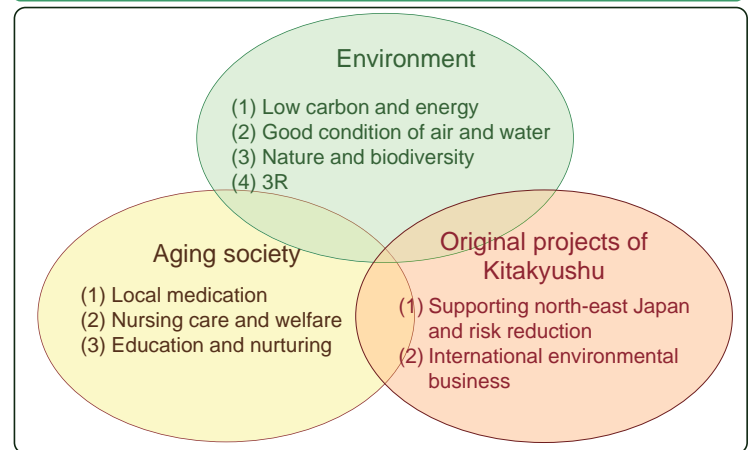 Environment
(1) Low carbon and energy
(2) Good condition of air and water
(3) Nature and biodiversity
(4) 3R
Aging society
(1) Local medication
(2) Nursing care and welfare
(3) Education and nurturing
Original projects of
Kitakyushu
(1) Supporting north-east Japan
and risk reduction
(2) International environmental
business